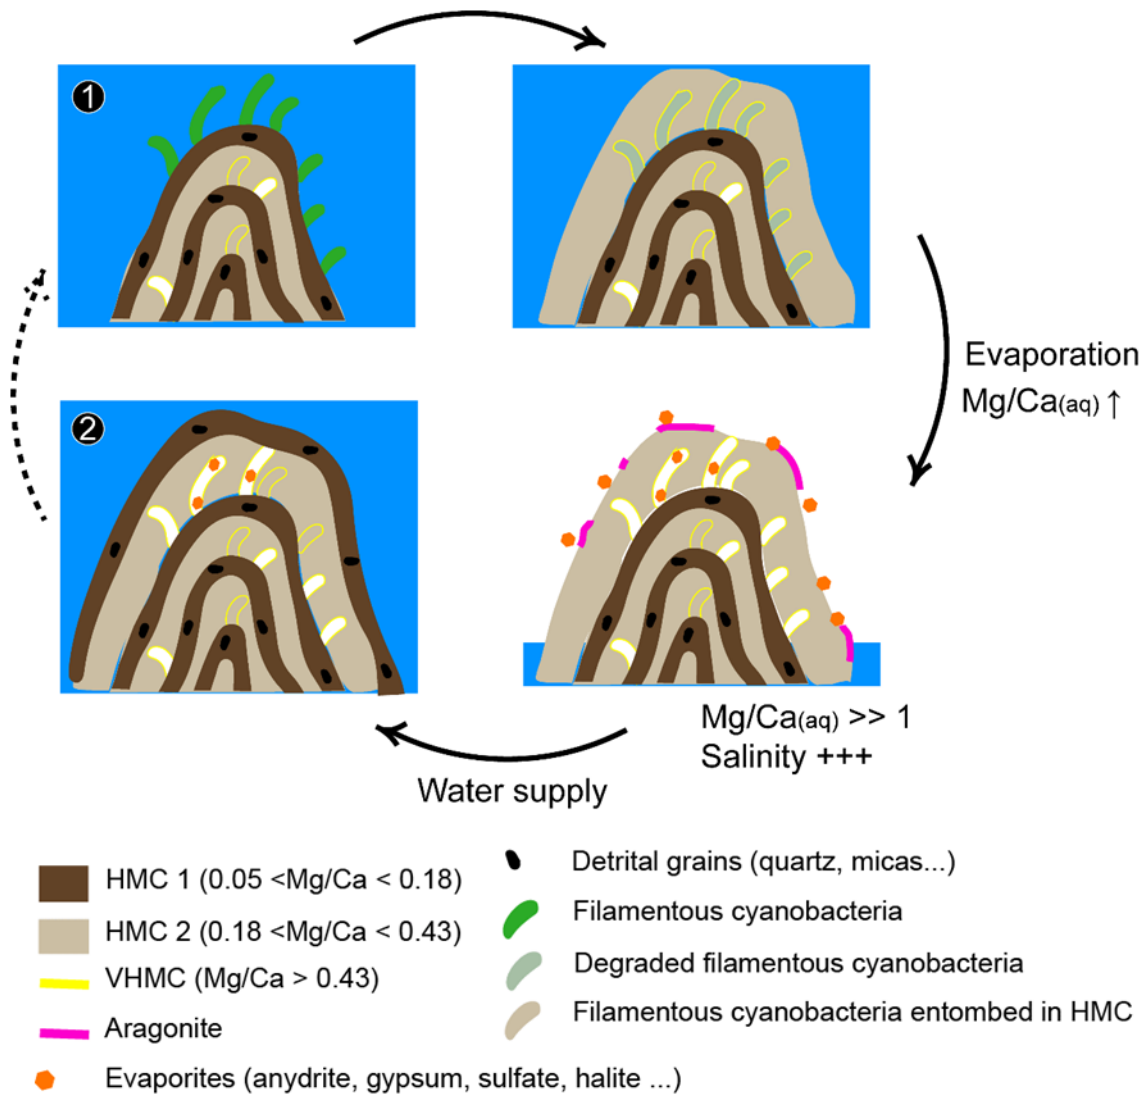 1
Evaporation
Mg/Ca(aq) ↑
2
Mg/Ca(aq) >> 1
Salinity +++
Water supply
HMC 1 (0.05 <Mg/Ca < 0.18)
HMC 2 (0.18 <Mg/Ca < 0.43)
VHMC (Mg/Ca > 0.43)
Aragonite
Evaporites (anydrite, gypsum, sulfate, halite ...)
Detrital grains (quartz, micas...)
Filamentous cyanobacteria
Degraded filamentous cyanobacteria
Filamentous cyanobacteria entombed in HMC